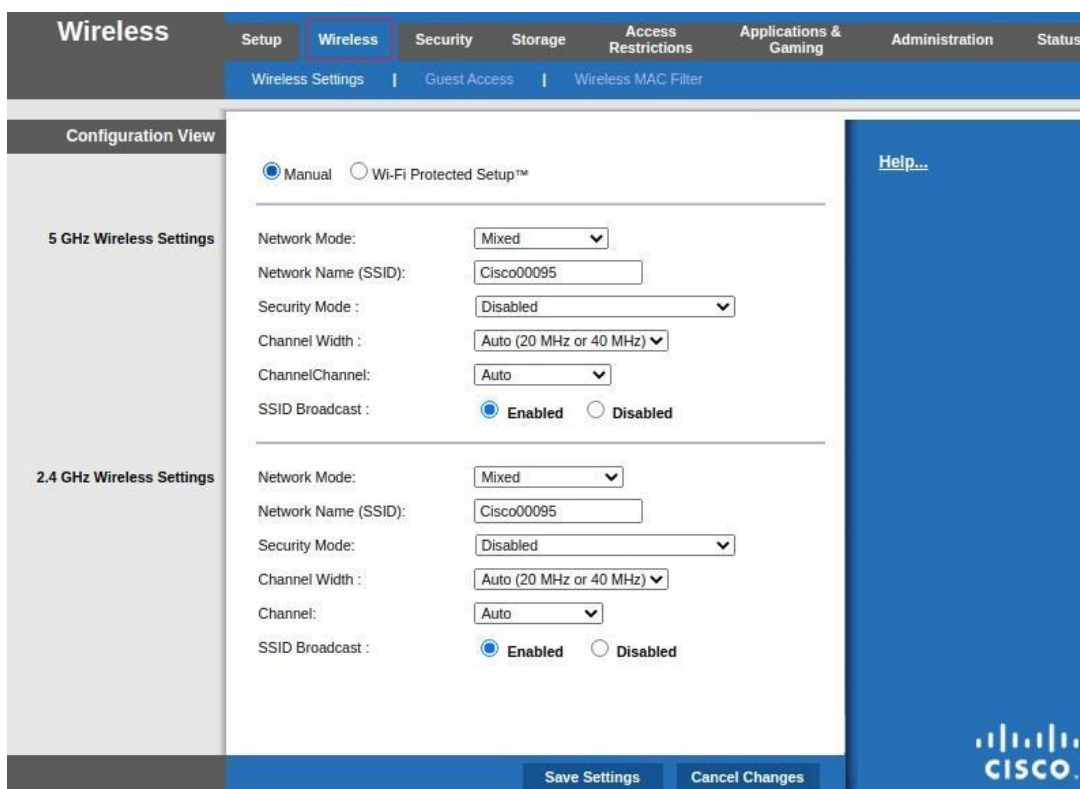 Wireless
Setup Wireless Security Storage Access Restrictions Applications & Gaming Administration Status
Wireless Settings | Guest Access | Wireless MAC Filter
Configuration View
Help...
Manual Wi-Fi Protected Setup™
5 GHz Wireless Settings
Network Mode: Mixed
Network Name (SSID): Cisco00095
Security Mode : Disabled
Channel Width : Auto (20 MHz or 40 MHz)
ChannelChannel: Auto
SSID Broadcast : Enabled Disabled
2.4 GHz Wireless Settings
Network Mode: Mixed
Network Name (SSID): Cisco00095
Security Mode: Disabled
Channel Width : Auto (20 MHz or 40 MHz)
Channel: Auto
SSID Broadcast : Enabled Disabled
Save Settings Cancel Changes
CISCO.